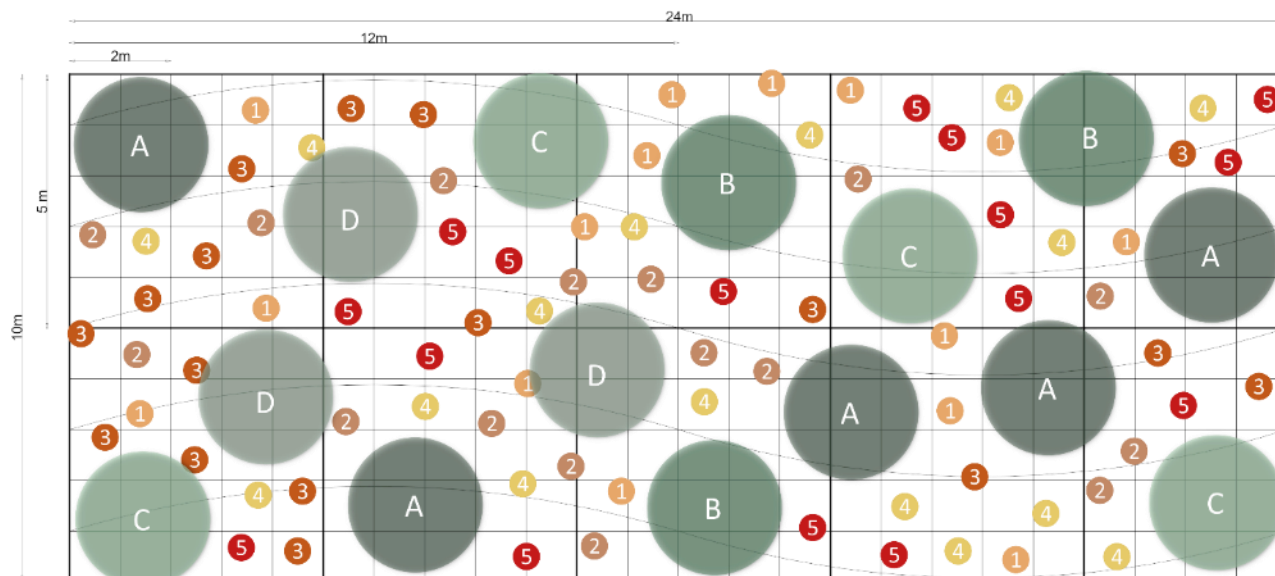 24m
12m
2m
1 1 1
1 3 3 4 5 4 4 5
A C 4 5 1 B 3
4 3 1 B 5
2 2 2
D 5 1
2 4 2 3 5 1 4 C 4 1 A
5 m
3 2 2 5 5 2
3 1 5 4 3
3 3 1
2 3 5 1 D 2 2 A A 3 3
D 4 4 5
1 3 2 2 A 1 2
3 2 3 2
C 4 3 A 4 1 B 4 4 C
5 3 5 2 5 5 4 1 4
10m